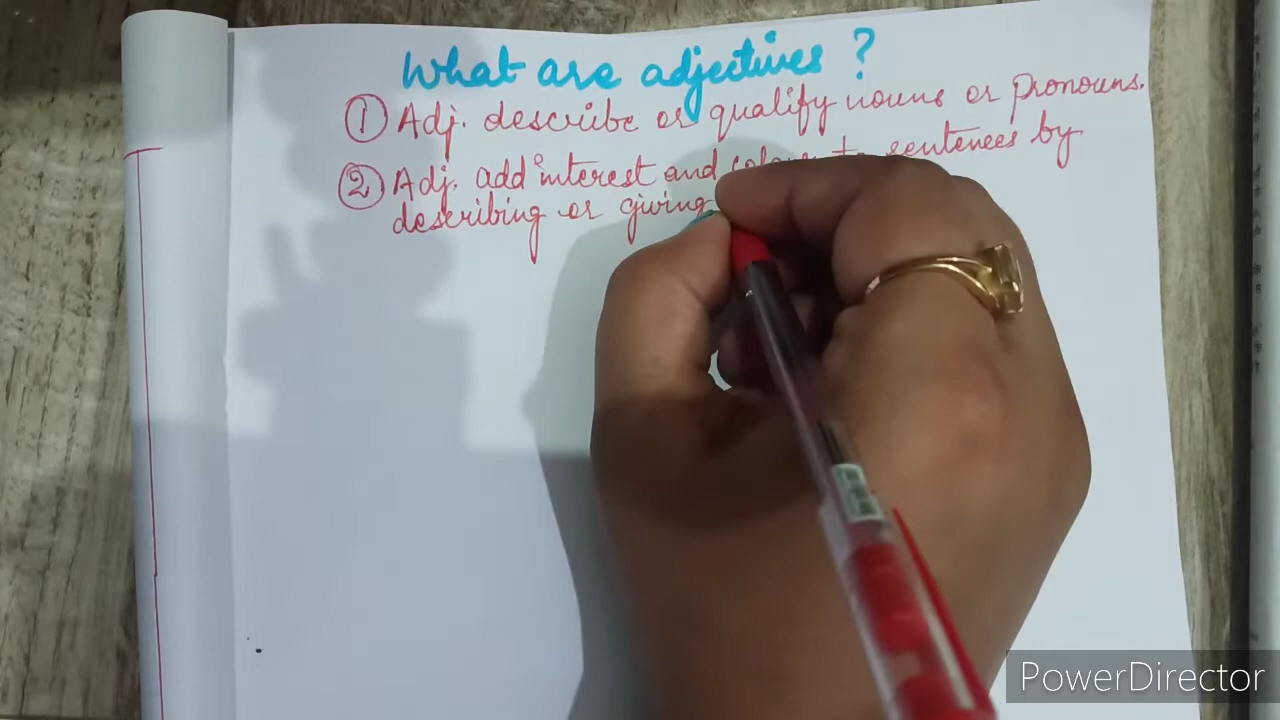 What are adjectives ?
① Adj. describe or qualify nouns or pronouns.
② Adj. add interest and colour to sentences by
describing or giving
PowerDirector